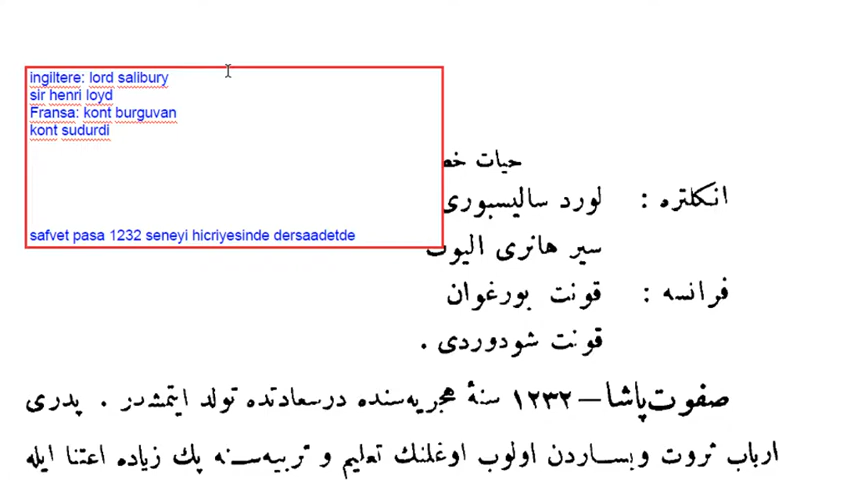 ingiltere: lord salibury
sir henri loyd
Fransa: kont burguvan
kont sudurdi
safvet pasa 1232 seneyi hicriyesinde dersaadetde
حيات
انكلتره : لورد ساليسبورى
سير هانرى اليوت
فرانسه : قونت بورغوان
قونت شودوردى .
صفوت پاشا — ١٢٣٢ سنهٔ هجريه‌سنده درسعادتده تولد ايتمشدر . پدرى
ارباب ثروت ويساردن اولوب اوغلنك تعليم و تربيه‌سنه پك زياده اعتنا ايله